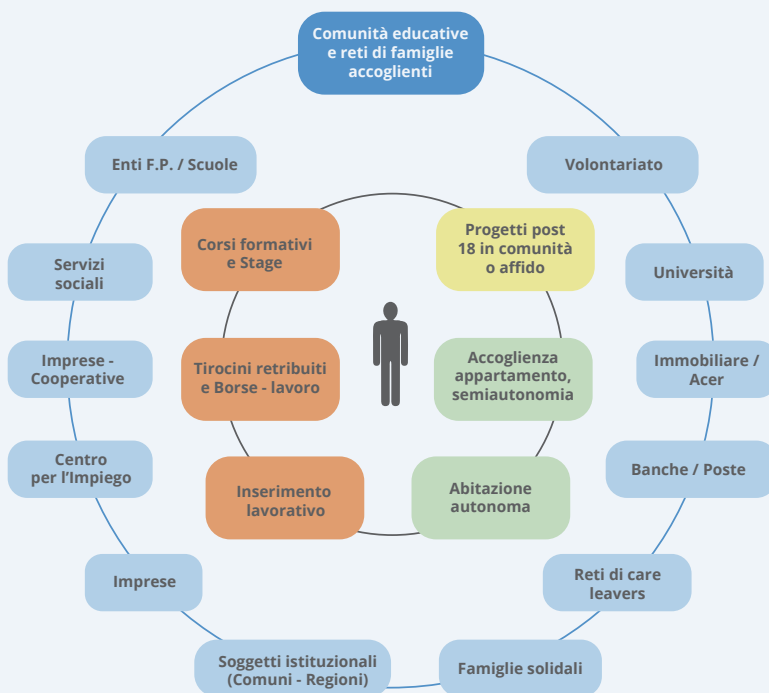 Comunità educative
e reti di famiglie
accoglienti
Enti F.P. / Scuole
Volontariato
Corsi formativi
e Stage
Progetti post
18 in comunità
o affido
Servizi
sociali
Università
Tirocini retribuiti
e Borse - lavoro
Accoglienza
appartamento,
semiautonomia
Imprese -
Cooperative
Immobiliare /
Acer
Centro
per l’Impiego
Inserimento
lavorativo
Abitazione
autonoma
Banche / Poste
Imprese
Reti di care
leavers
Soggetti istituzionali
(Comuni - Regioni)
Famiglie solidali